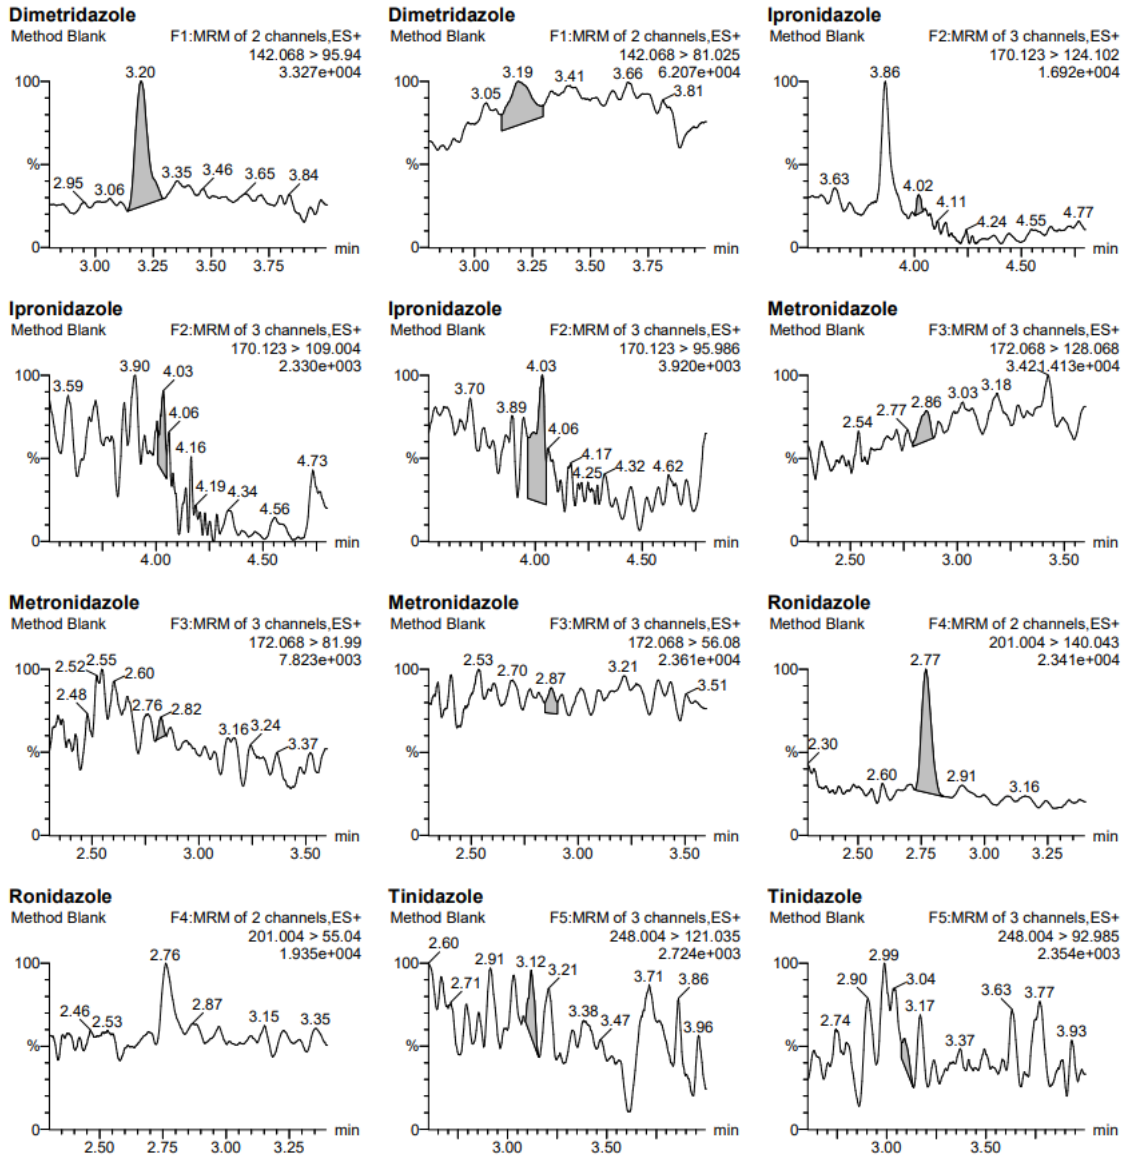 Dimetridazole
Method Blank F1:MRM of 2 channels,ES+
142.068 > 95.94
3.327e+004
100
%
0
3.20
2.95
3.06
3.35
3.46
3.65
3.84
3.00 3.25 3.50 3.75
min
Dimetridazole
Method Blank F1:MRM of 2 channels,ES+
142.068 > 81.025
6.207e+004
100
%
0
3.05
3.19
3.41
3.66
3.81
3.00 3.25 3.50 3.75
min
Ipronidazole
Method Blank F2:MRM of 3 channels,ES+
170.123 > 124.102
1.692e+004
100
%
0
3.86
3.63
4.02
4.11
4.24
4.55
4.77
4.00 4.50
min
Ipronidazole
Method Blank F2:MRM of 3 channels,ES+
170.123 > 109.004
2.330e+003
100
%
0
3.59
3.90
4.03
4.06
4.16
4.19
4.34
4.56
4.73
4.00 4.50
min
Ipronidazole
Method Blank F2:MRM of 3 channels,ES+
170.123 > 95.986
3.920e+003
100
%
0
3.70
3.89
4.03
4.06
4.17
4.25
4.32
4.62
4.00 4.50
min
Metronidazole
Method Blank F3:MRM of 3 channels,ES+
172.068 > 128.068
100
%
0
2.54
2.77
2.86
3.03
3.18
2.50 3.00 3.50
min
Metronidazole
Method Blank F3:MRM of 3 channels,ES+
172.068 > 81.99
7.823e+003
100
%
0
2.48
2.52
2.55
2.60
2.76
2.82
3.16
3.24
3.37
2.50 3.00 3.50
min
Metronidazole
Method Blank F3:MRM of 3 channels,ES+
172.068 > 56.08
2.361e+004
100
%
0
2.53
2.70
2.87
3.21
3.51
2.50 3.00 3.50
min
Ronidazole
Method Blank F4:MRM of 2 channels,ES+
201.004 > 140.043
2.341e+004
100
%
0
2.77
2.30
2.60
2.91
3.16
2.50 2.75 3.00 3.25
min
Ronidazole
Method Blank F4:MRM of 2 channels,ES+
201.004 > 55.04
1.935e+004
100
%
0
2.76
2.46
2.53
2.87
3.15
3.35
2.50 2.75 3.00 3.25
min
Tinidazole
Method Blank F5:MRM of 3 channels,ES+
248.004 > 121.035
2.724e+003
100
%
0
2.60
2.71
2.91
3.12
3.21
3.38
3.47
3.71
3.86
3.96
3.00 3.50
min
Tinidazole
Method Blank F5:MRM of 3 channels,ES+
248.004 > 92.985
2.354e+003
100
%
0
2.74
2.90
2.99
3.04
3.17
3.37
3.63
3.77
3.93
3.00 3.50
min